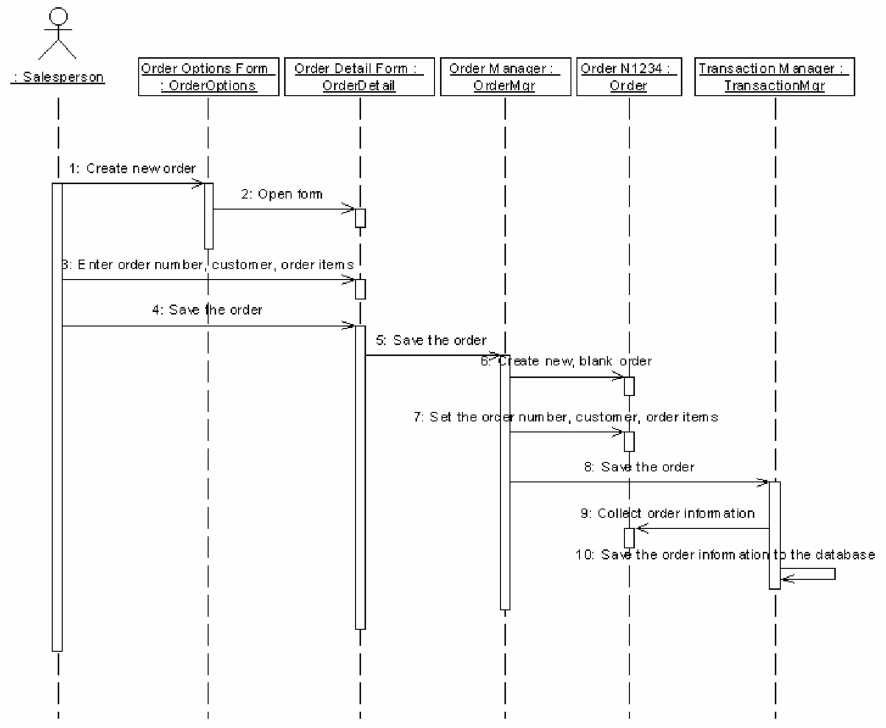 : Salesperson
Order Options Form
: OrderOptions
Order Detail Form :
OrderDetail
Order Manager :
OrderMgr
Order N1234 :
Order
Transaction Manager :
TransactionMgr
1: Create new order
2: Open form
3: Enter order number, customer, order items
4: Save the order
5: Save the order
6: Create new, blank order
7: Set the order number, customer, order items
8: Save the order
9: Collect order information
10: Save the order information to the database